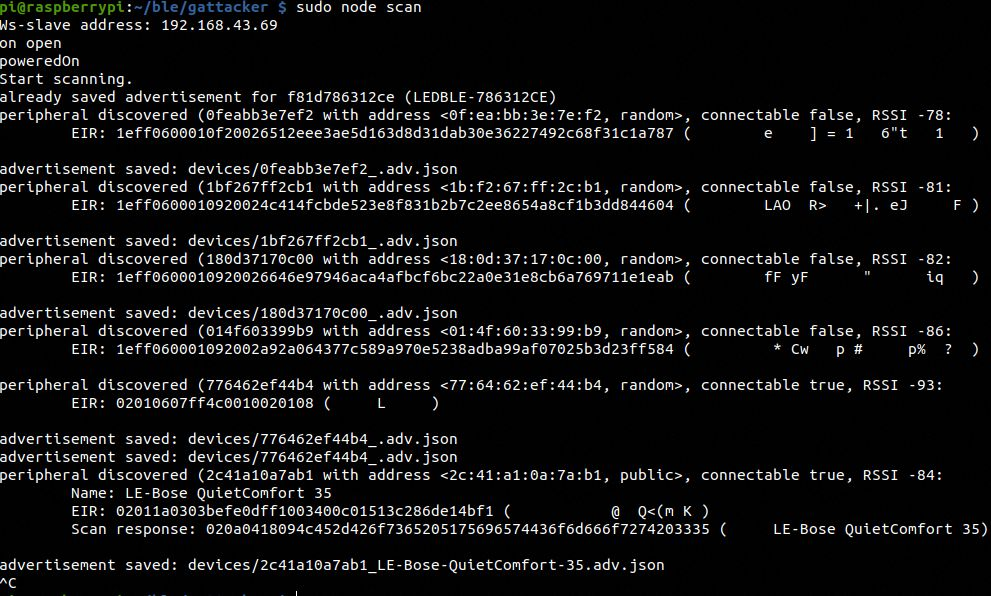 pi@raspberrypi:~/ble/gattacker $ sudo node scan
Ws-slave address: 192.168.43.69
on open
poweredOn
Start scanning.
already saved advertisement for f81d786312ce (LEDBLE-786312CE)
peripheral discovered (0feabb3e7ef2 with address <0f:ea:bb:3e:7e:f2, random>, connectable false, RSSI -78:
EIR: 1eff0600010f20026512eee3ae5d163d8d31dab30e36227492c68f31c1a787 ( e ] = 1 6"t 1 )
advertisement saved: devices/0feabb3e7ef2_.adv.json
peripheral discovered (1bf267ff2cb1 with address <1b:f2:67:ff:2c:b1, random>, connectable false, RSSI -81:
EIR: 1eff0600010920024c414fcbde523e8f831b2b7c2ee8654a8cf1b3dd844604 ( LAO R> +|. eJ F )
advertisement saved: devices/1bf267ff2cb1_.adv.json
peripheral discovered (180d37170c00 with address <18:0d:37:17:0c:00, random>, connectable false, RSSI -82:
EIR: 1eff0600010920026646e97946aca4afbcf6bc22a0e31e8cb6a769711e1eab ( fF yF " iq )
advertisement saved: devices/180d37170c00_.adv.json
peripheral discovered (014f603399b9 with address <01:4f:60:33:99:b9, random>, connectable false, RSSI -86:
EIR: 1eff060001092002a92a064377c589a970e5238adba99af07025b3d23ff584 ( * Cw p # p% ? )
peripheral discovered (776462ef44b4 with address <77:64:62:ef:44:b4, random>, connectable true, RSSI -93:
EIR: 02010607ff4c0010020108 ( L )
advertisement saved: devices/776462ef44b4_.adv.json
advertisement saved: devices/776462ef44b4_.adv.json
peripheral discovered (2c41a10a7ab1 with address <2c:41:a1:0a:7a:b1, public>, connectable true, RSSI -84:
Name: LE-Bose QuietComfort 35
EIR: 02011a0303befe0dff1003400c01513c286de14bf1 ( @ Q<(m K )
Scan response: 020a0418094c452d426f7365205175696574436f6d666f7274203335 ( LE-Bose QuietComfort 35)
advertisement saved: devices/2c41a10a7ab1_LE-Bose-QuietComfort-35.adv.json
^C